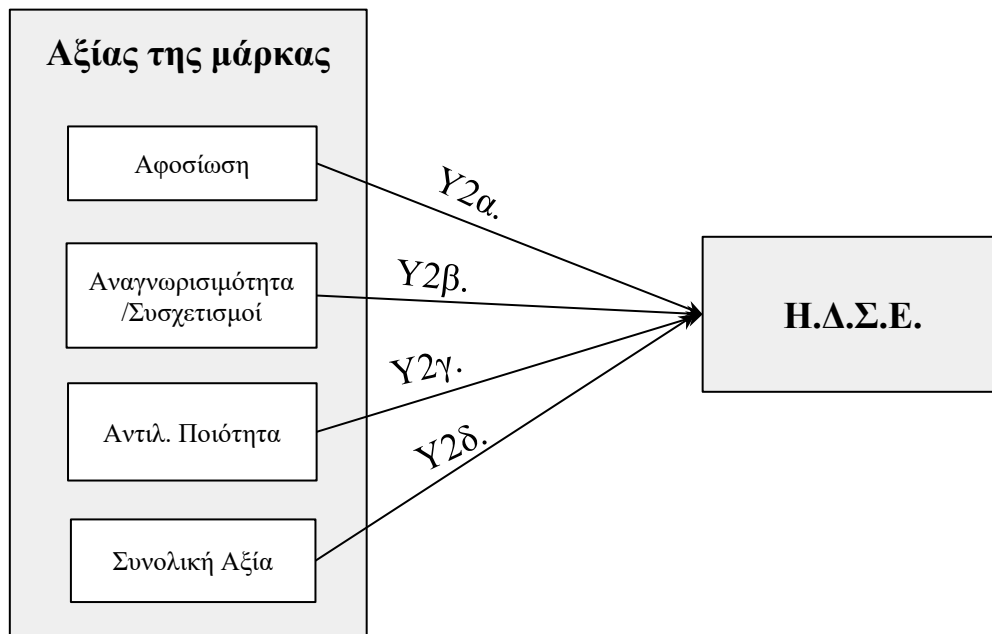 Αξίας της μάρκας
Αφοσίωση
Αναγνωρισιμότητα
/Συσχετισμοί
Αντιλ. Ποιότητα
Συνολική Αξία
Υ2α.
Υ2β.
Υ2γ.
Υ2δ.
Η.Δ.Σ.Ε.